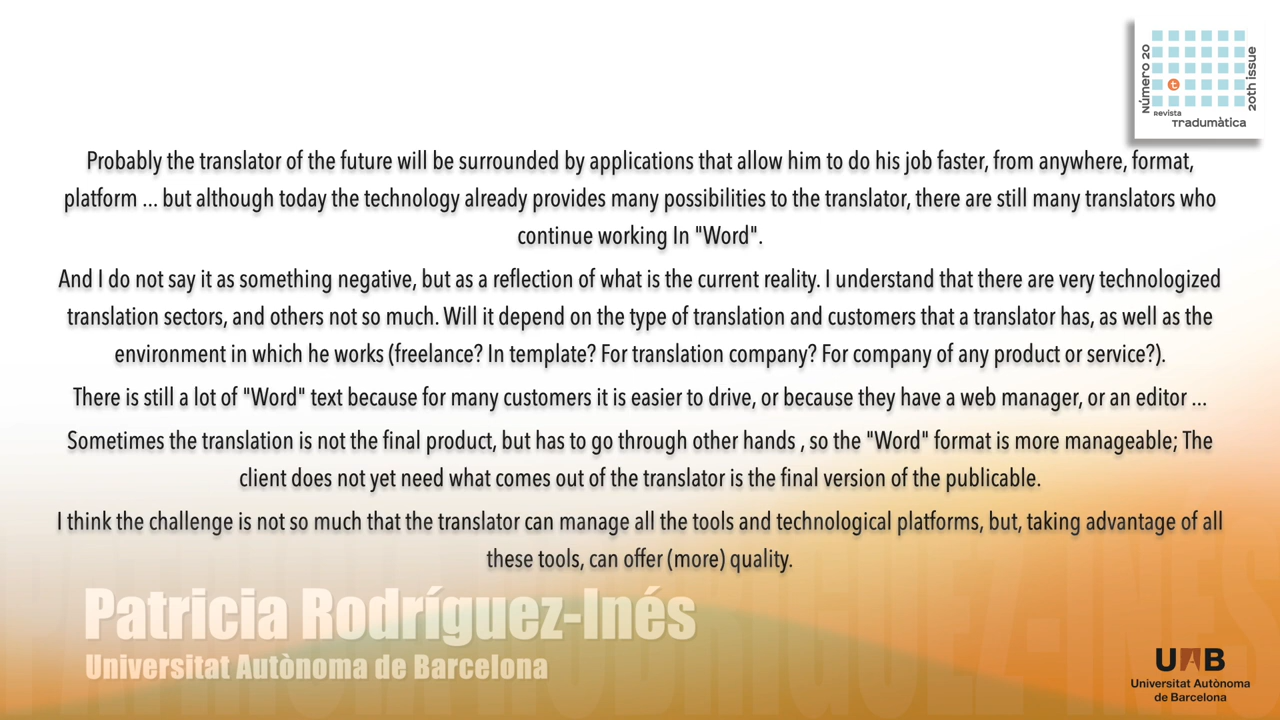 Número 20
20th issue
t
Revista
Tradumàtica
Probably the translator of the future will be surrounded by applications that allow him to do his job faster, from anywhere, format,
platform ... but although today the technology already provides many possibilities to the translator, there are still many translators who
continue working In "Word".
And I do not say it as something negative, but as a reflection of what is the current reality. I understand that there are very technologized
translation sectors, and others not so much. Will it depend on the type of translation and customers that a translator has, as well as the
environment in which he works (freelance? In template? For translation company? For company of any product or service?).
There is still a lot of "Word" text because for many customers it is easier to drive, or because they have a web manager, or an editor ...
Sometimes the translation is not the final product, but has to go through other hands , so the "Word" format is more manageable; The
client does not yet need what comes out of the translator is the final version of the publicable.
I think the challenge is not so much that the translator can manage all the tools and technological platforms, but, taking advantage of all
these tools, can offer (more) quality.
PATRICIA RODRÍGUEZ-INÉS
Patricia Rodríguez-Inés
Universitat Autònoma de Barcelona
UAB
Universitat Autònoma
de Barcelona